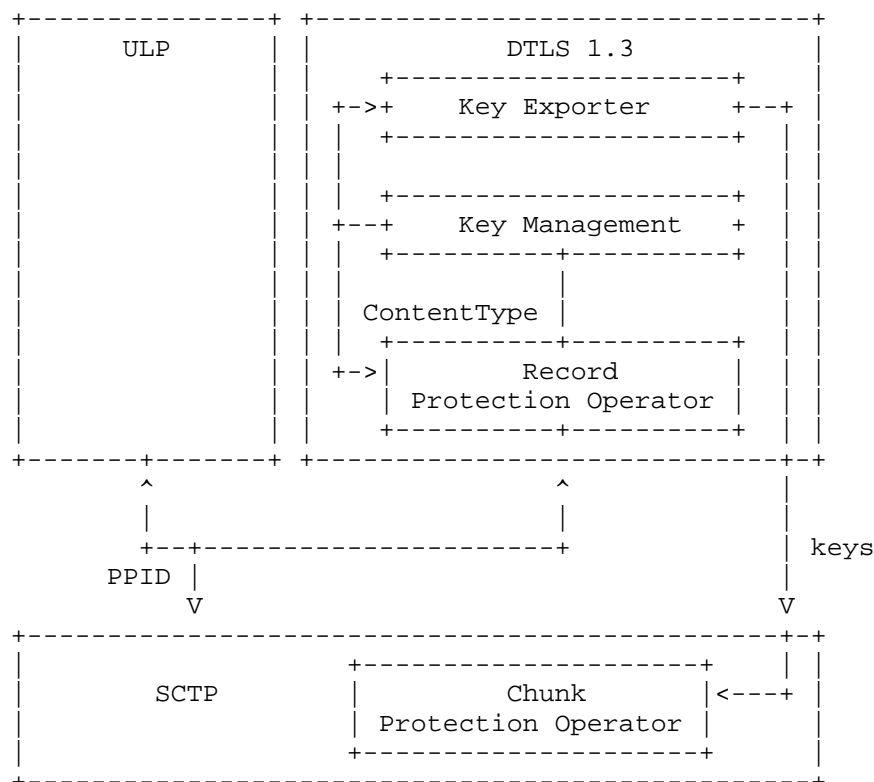 ULP DTLS 1.3
Key Exporter
Key Management
ContentType
Record
Protection Operator
keys
PPID
SCTP Chunk
Protection Operator